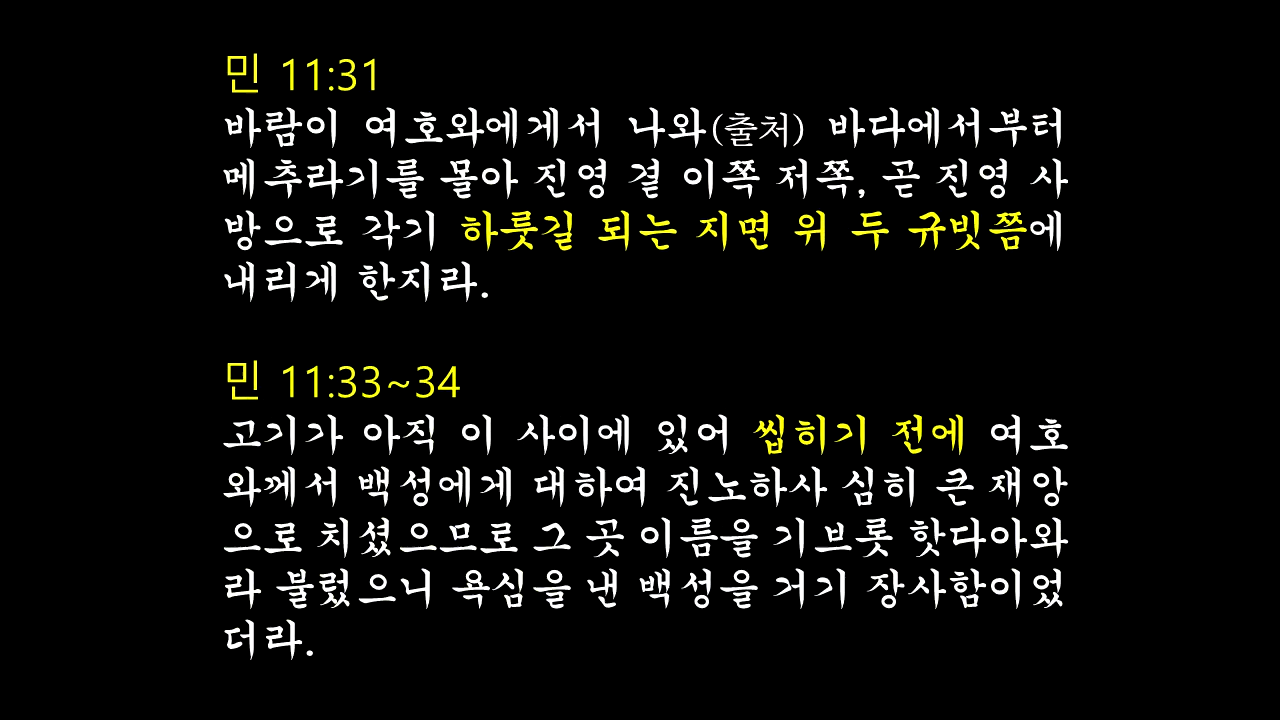 민 11:31
바람이 여호와에게서 나와(출처) 바다에서부터
메추라기를 몰아 진영 곁 이쪽 저쪽, 곧 진영 사
방으로 각기 하룻길 되는 지면 위 두 규빗쯤에
내리게 한지라.
민 11:33~34
고기가 아직 이 사이에 있어 씹히기 전에 여호
와께서 백성에게 대하여 진노하사 심히 큰 재앙
으로 치셨으므로 그 곳 이름을 기브롯 핫다아와
라 불렀으니 욕심을 낸 백성을 거기 장사함이었
더라.